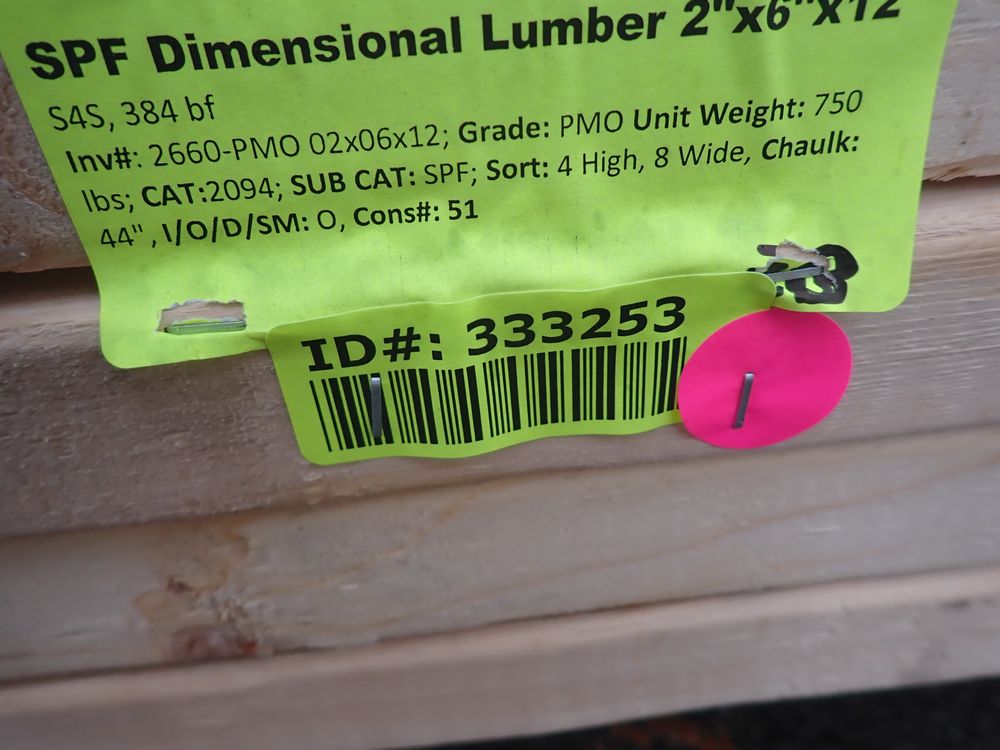 SPF Dimensional Lumber 2"x6"x12
S4S, 384 bf
Inv#: 2660-PMO 02x06x12; Grade: PMO Unit Weight: 750
lbs; CAT:2094; SUB CAT: SPF; Sort: 4 High, 8 Wide, Chaulk:
44", I/O/D/SM: O, Cons#: 51
ID#: 333253